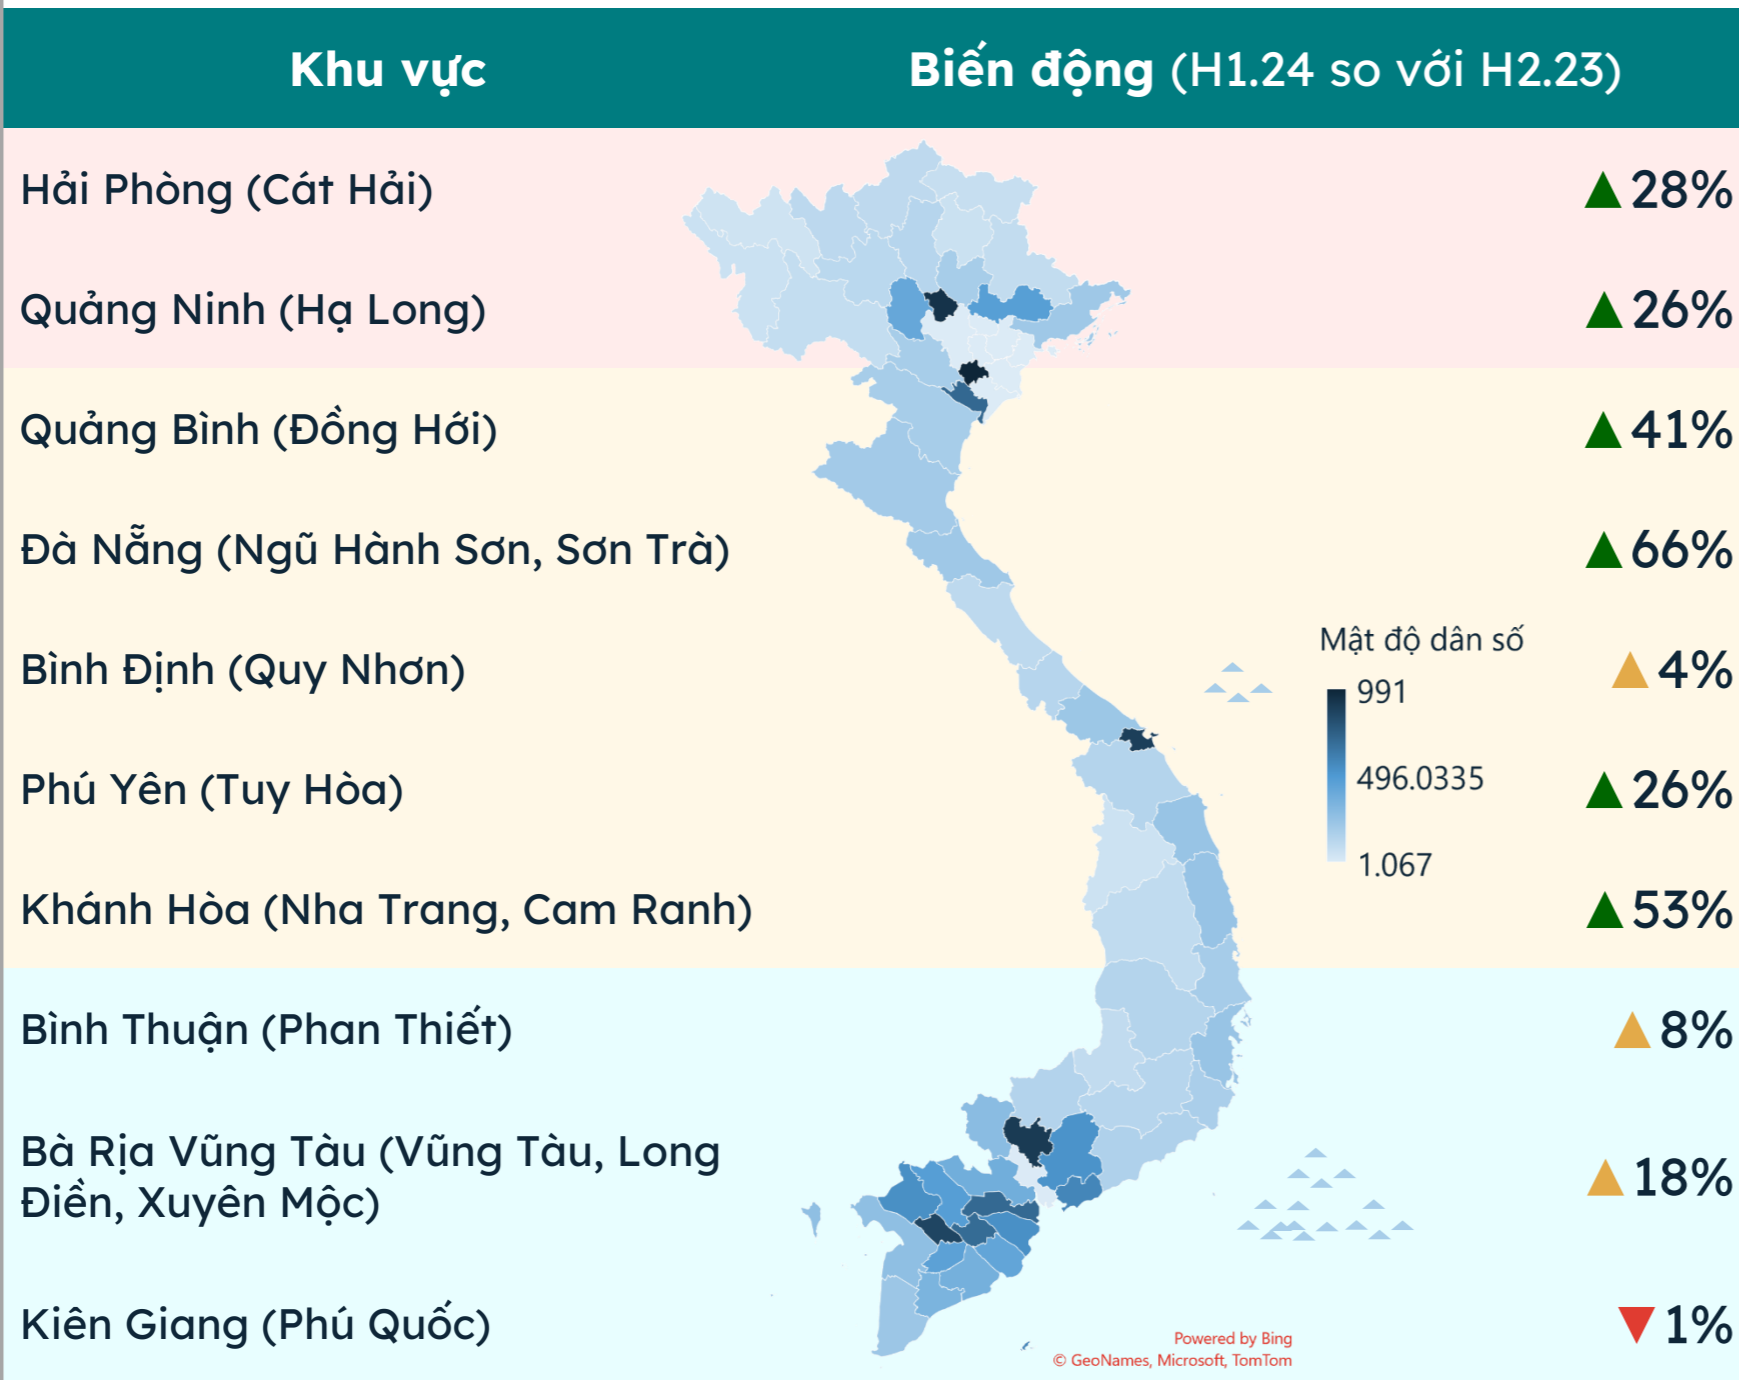 Khu vực
Biến động (H1.24 so với H2.23)
Hải Phòng (Cát Hải)
▲ 28%
Quảng Ninh (Hạ Long)
▲ 26%
Quảng Bình (Đồng Hới)
▲ 41%
Đà Nẵng (Ngũ Hành Sơn, Sơn Trà)
▲ 66%
Bình Định (Quy Nhơn)
▲ 4%
Phú Yên (Tuy Hòa)
▲ 26%
Khánh Hòa (Nha Trang, Cam Ranh)
▲ 53%
Bình Thuận (Phan Thiết)
▲ 8%
Bà Rịa Vũng Tàu (Vũng Tàu, Long
Điền, Xuyên Mộc)
▲ 18%
Kiên Giang (Phú Quốc)
▼ 1%
Mật độ dân số
991
496.0335
1.067
Powered by Bing
© GeoNames, Microsoft, TomTom